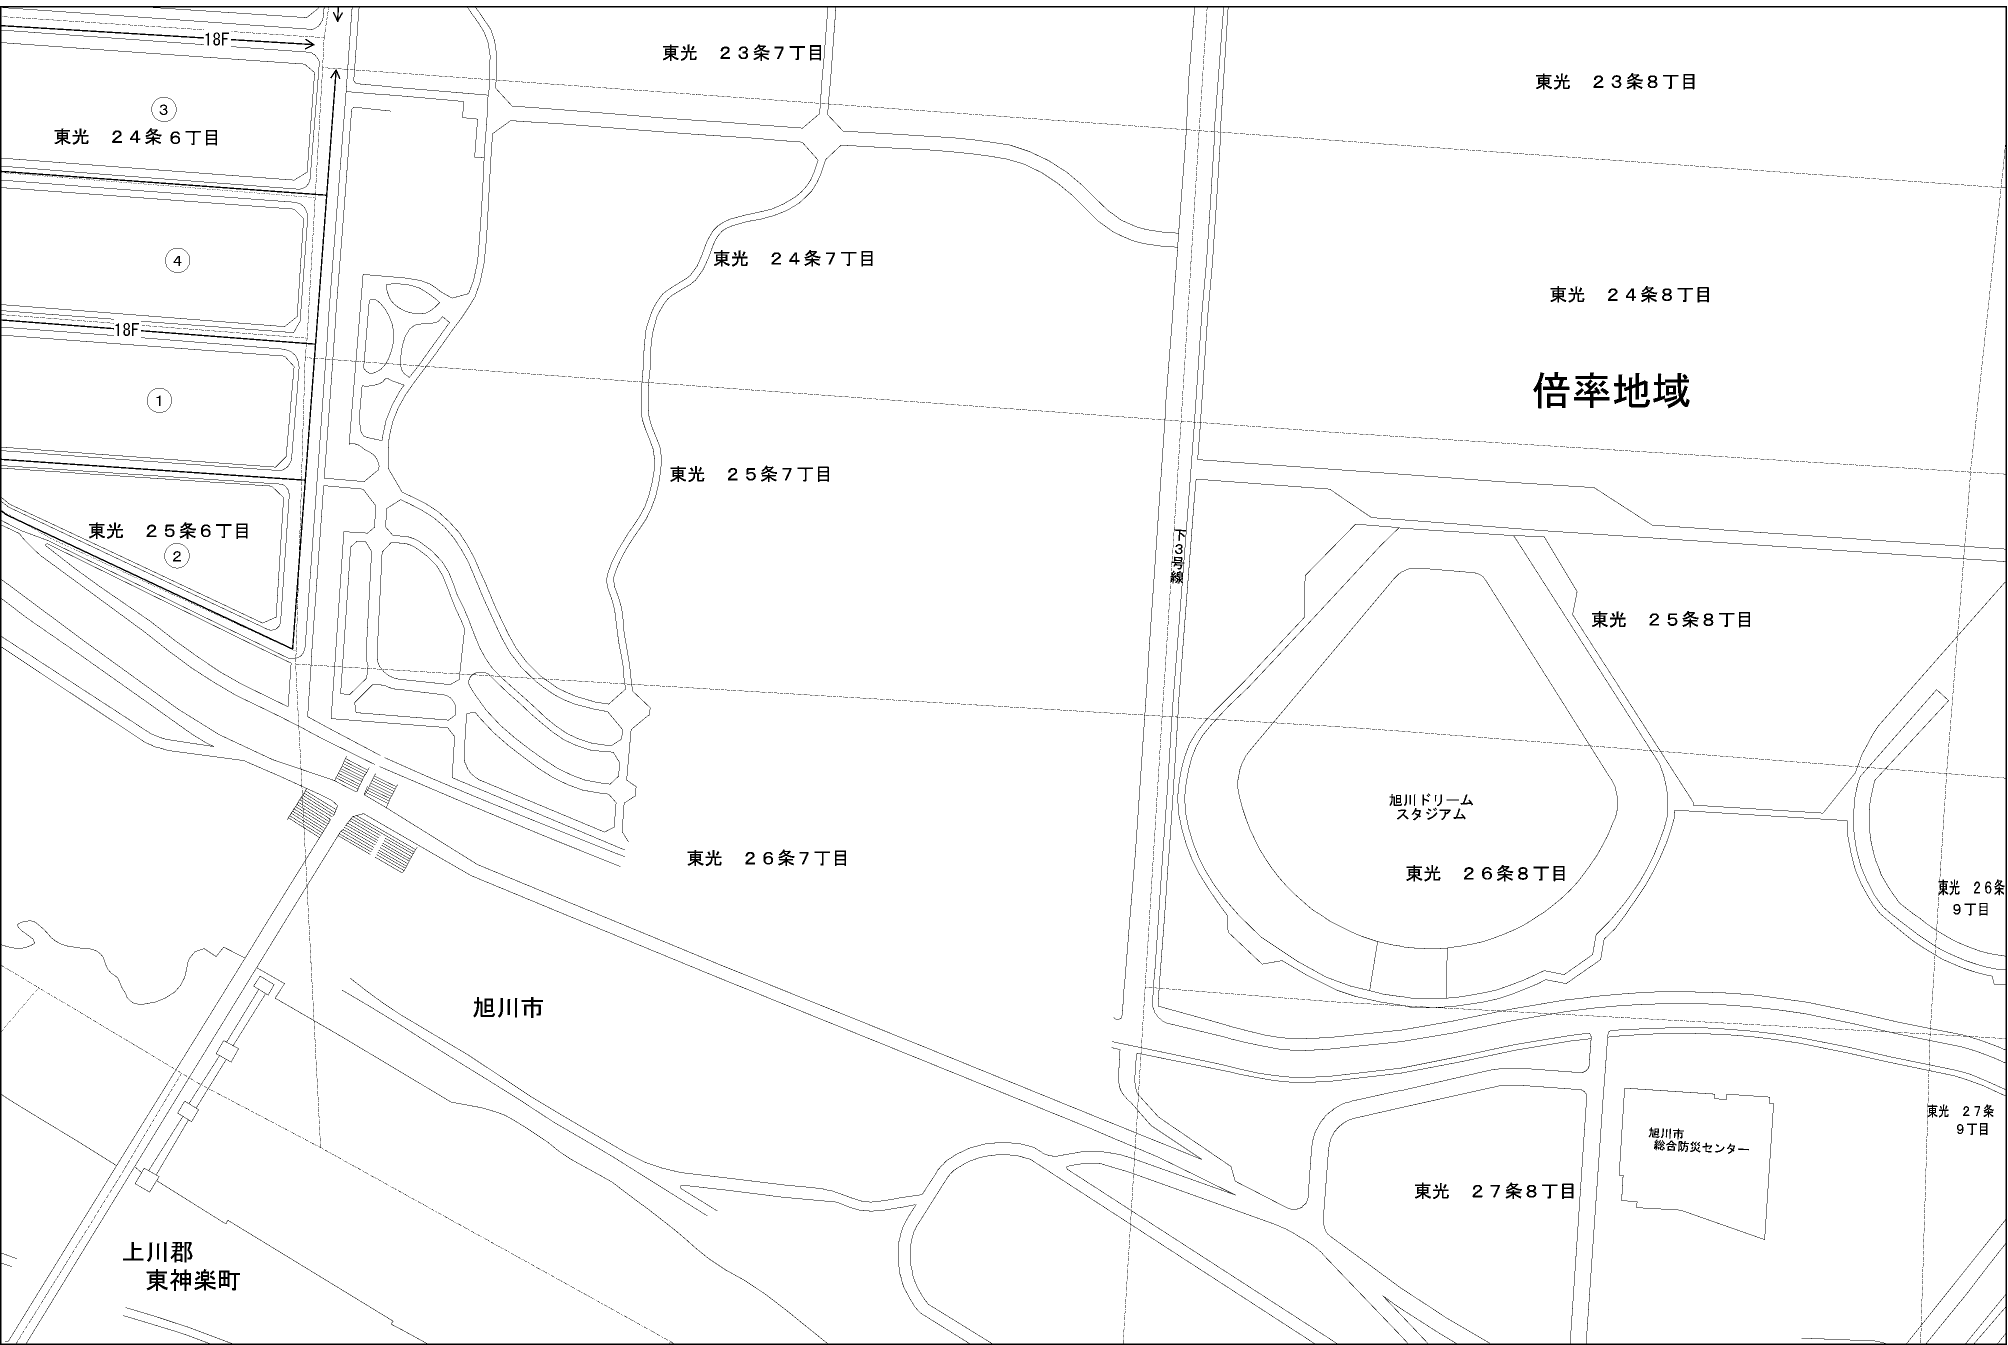 18F
東光　２３条７丁目
東光　２３条８丁目
3
東光　２４条６丁目
4
東光　２４条７丁目
東光　２４条８丁目
18F
倍率地域
1
東光　２５条７丁目
東光　２５条６丁目
2
下3号線
東光　２５条８丁目
旭川ドリーム
スタジアム
東光　２６条７丁目
東光　２６条８丁目
東光　２６条
９丁目
旭川市
東光　２７条
９丁目
旭川市
総合防災センター
東光　２７条８丁目
上川郡
東神楽町